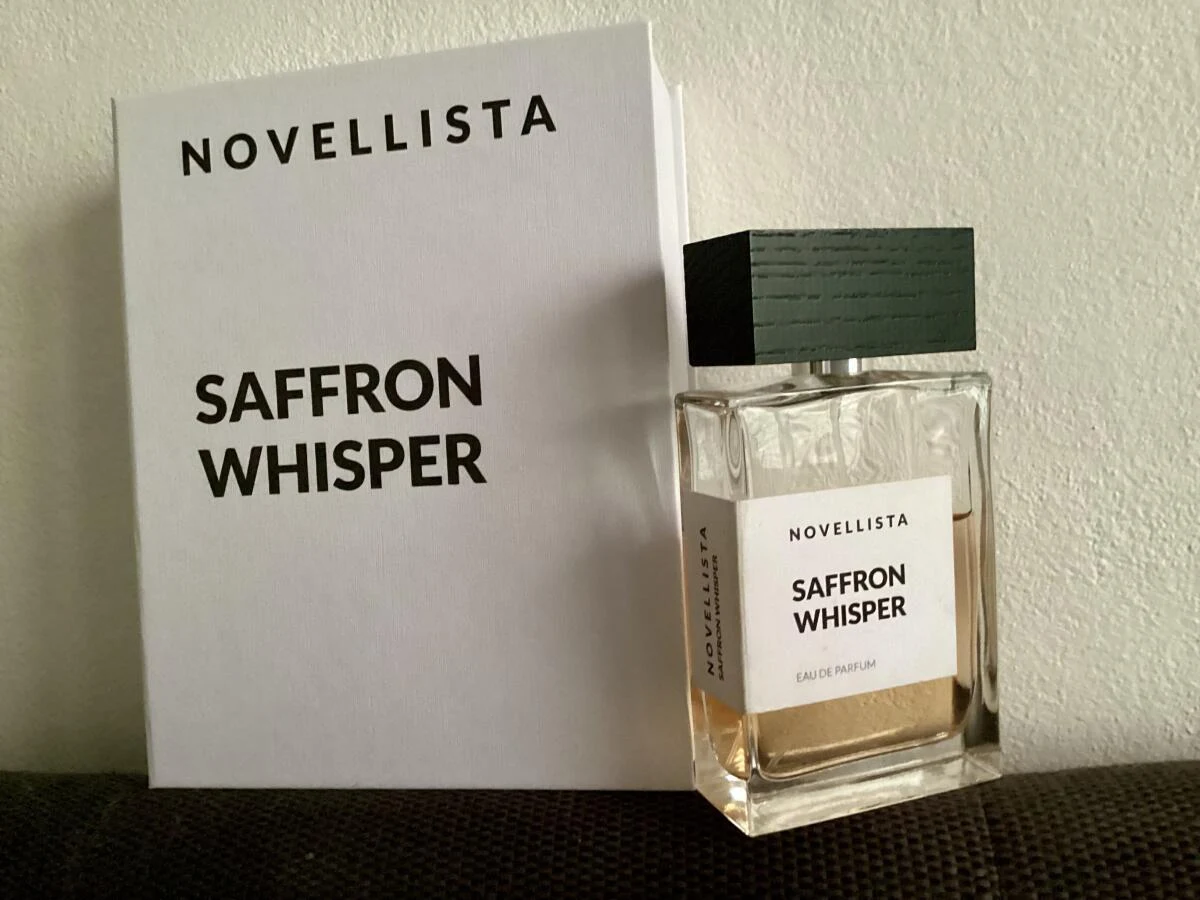 NOVELLISTA
SAFFRON
WHISPER
NOVELLISTA
SAFFRON
WHISPER
EAU DE PARFUM
NOVELLISTA
SAFFRON WHISPER